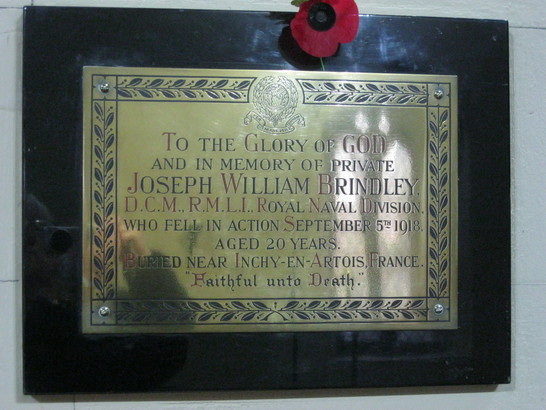 TO THE GLORY OF GOD
AND IN MEMORY OF PRIVATE
JOSEPH WILLIAM BRINDLEY,
D.C.M., R.M.L.I., ROYAL NAVAL DIVISION,
WHO FELL IN ACTION SEPTEMBER 5TH 1918,
AGED 20 YEARS.
BURIED NEAR INCHY-EN-ARTOIS, FRANCE.
"Faithful unto Death."